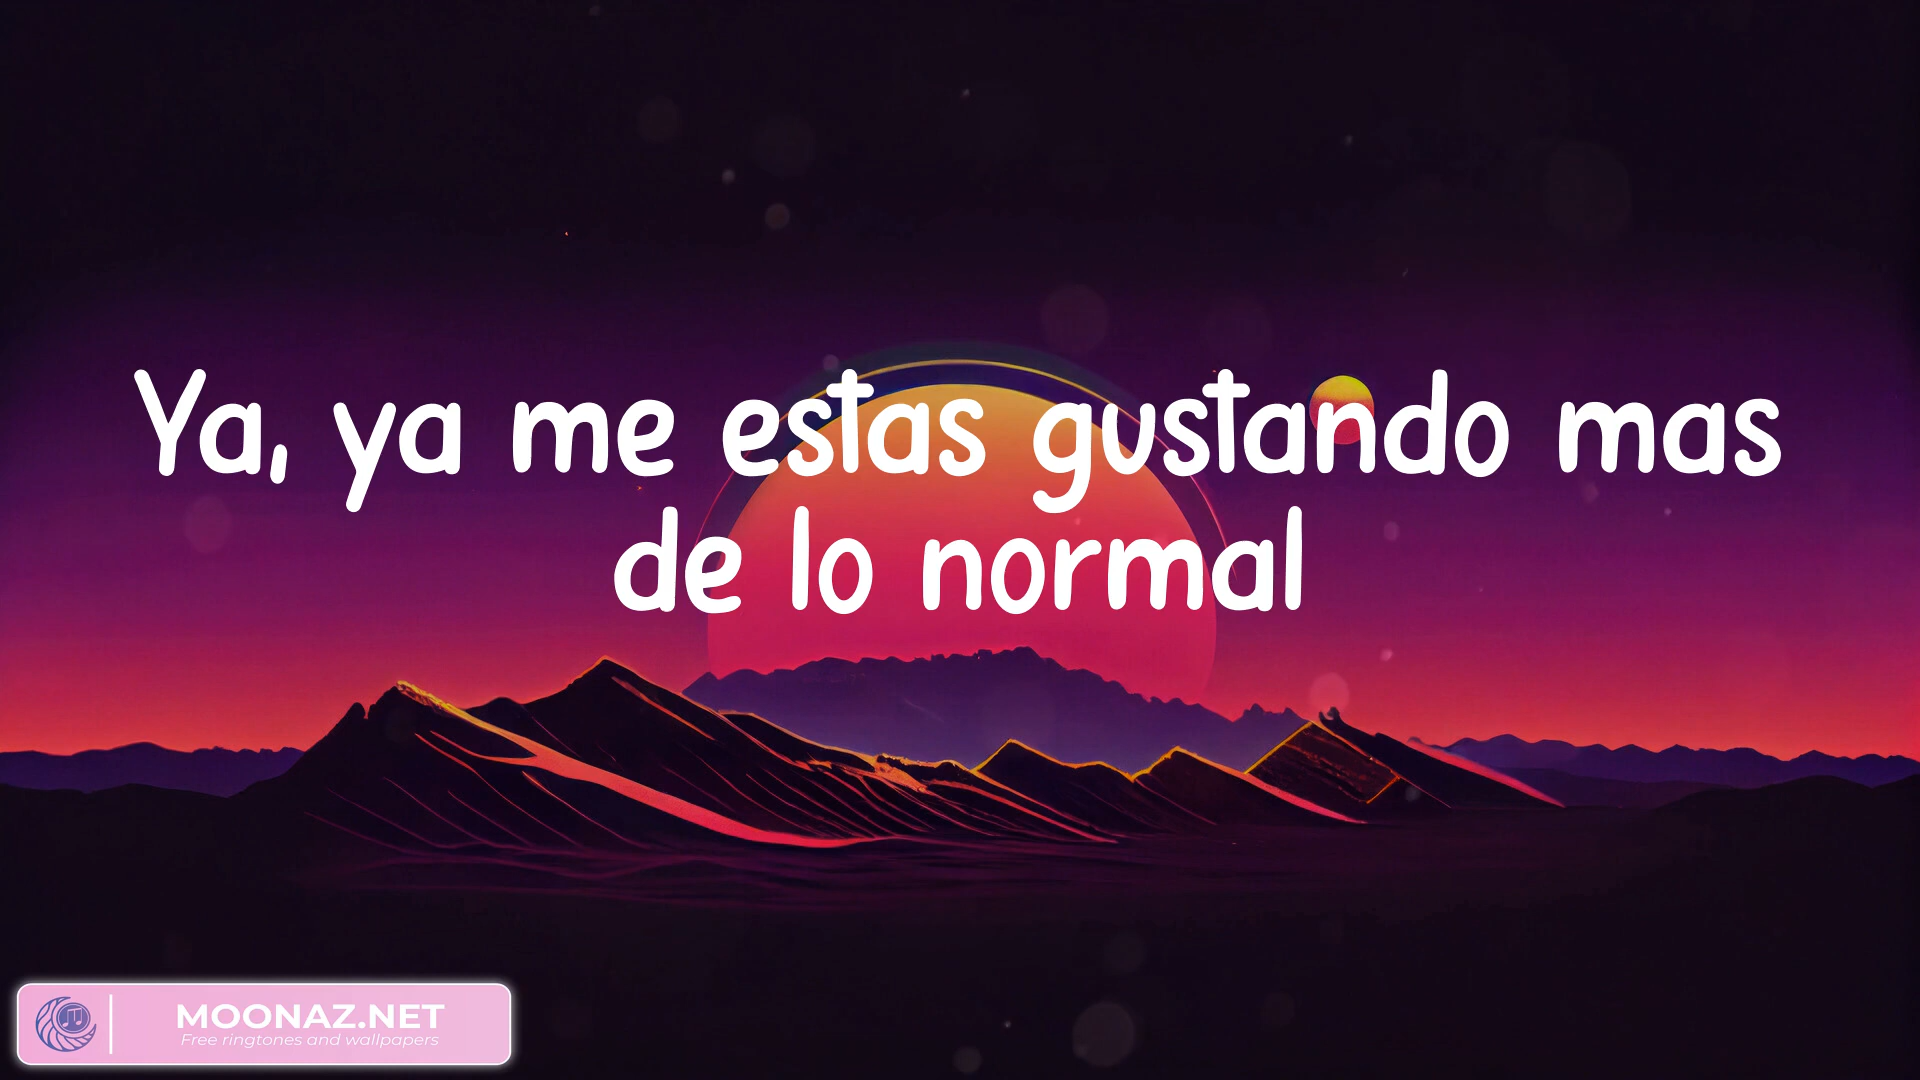 Ya, ya me estas gustando mas
de lo normal
MOONAZ.NET
Free ringtones and wallpapers